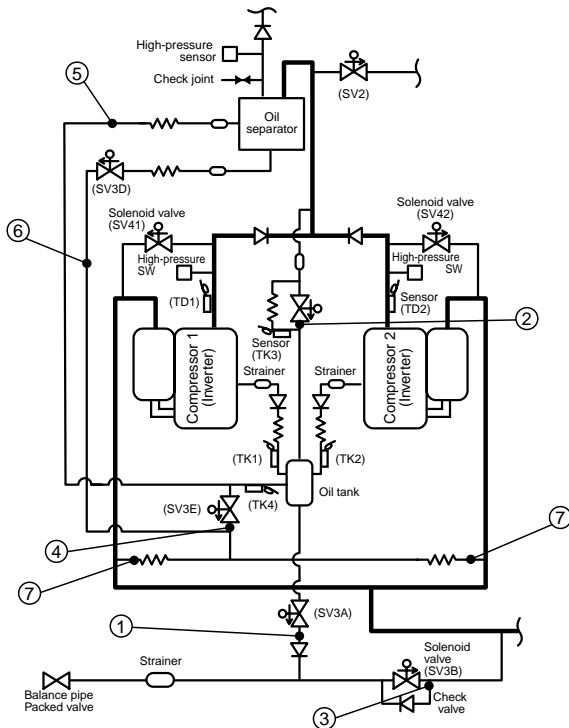 High-pressure
sensor
Check joint
(SV2)
5
Oil
separator
(SV3D)
Solenoid valve
(SV41)
Solenoid valve
(SV42)
6
High-pressure
SW
High-pressure
SW
(TD1)
Sensor
(TD2)
2
Sensor
(TK3)
Compressor 1
(Inverter)
Compressor 2
(Inverter)
Strainer
Strainer
(TK1)
(TK2)
Oil tank
(TK4)
(SV3E)
4
7
7
1
(SV3A)
Strainer
Solenoid
valve
(SV3B)
Balance pipe
Packed valve
Check
valve
3